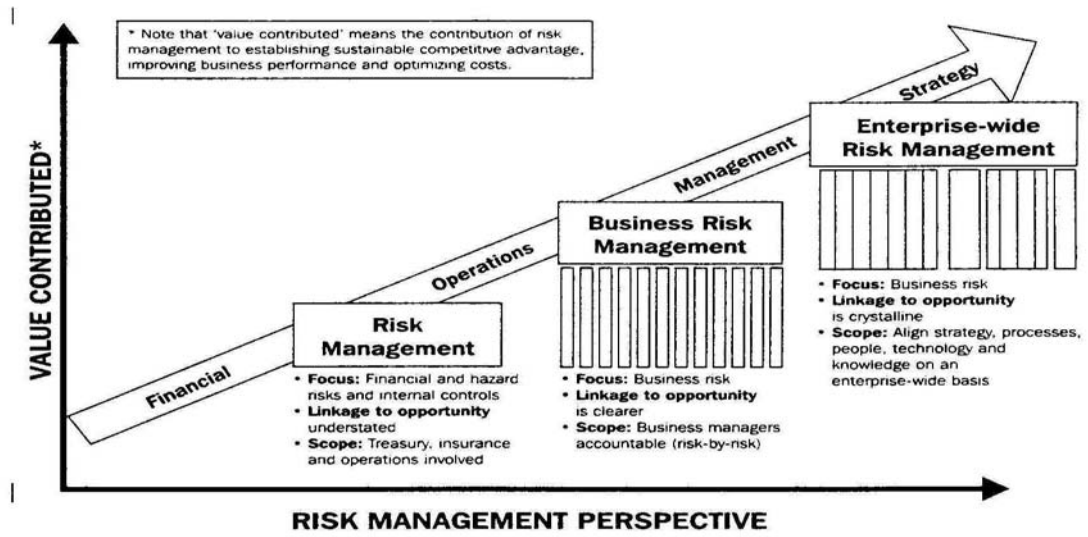 * Note that 'value contributed' means the contribution of risk
management to establishing sustainable competitive advantage,
improving business performance and optimizing costs.
VALUE CONTRIBUTED*
Strategy
Management
Operations
Financial
Enterprise-wide
Risk Management
• Focus: Business risk
• Linkage to opportunity
is crystalline
• Scope: Align strategy, processes,
people, technology and
knowledge on an
enterprise-wide basis
Business Risk
Management
• Focus: Business risk
• Linkage to opportunity
is clearer
• Scope: Business managers
accountable (risk-by-risk)
Risk
Management
• Focus: Financial and hazard
risks and internal controls
• Linkage to opportunity
understated
• Scope: Treasury, insurance
and operations involved
RISK MANAGEMENT PERSPECTIVE